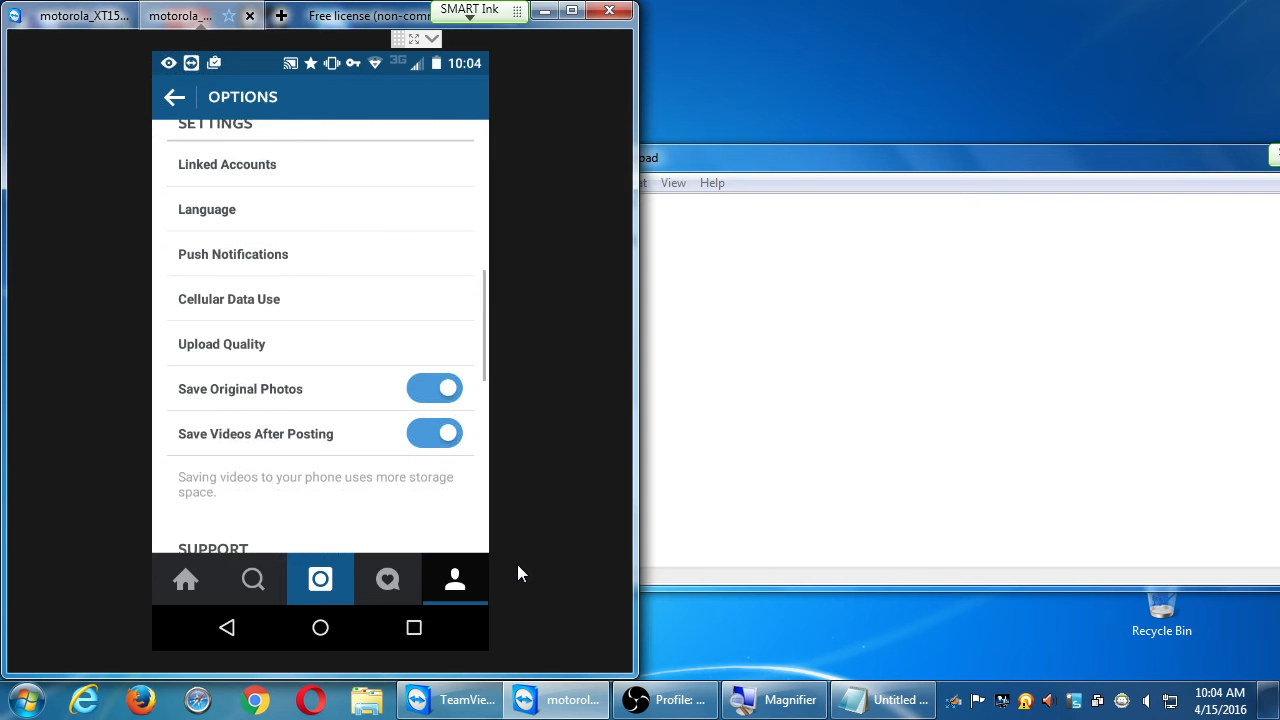 motorola_XT15...
motorola_...
Free license (non-comm
SMART Ink
3G
10:04
OPTIONS
SETTINGS
Linked Accounts
Language
Push Notifications
Cellular Data Use
Upload Quality
Save Original Photos
Save Videos After Posting
Saving videos to your phone uses more storage
space.
SUPPORT
pad
at View Help
Recycle Bin
TeamVie...
motorol...
Profile: ...
Magnifier
Untitled ...
10:04 AM
4/15/2016